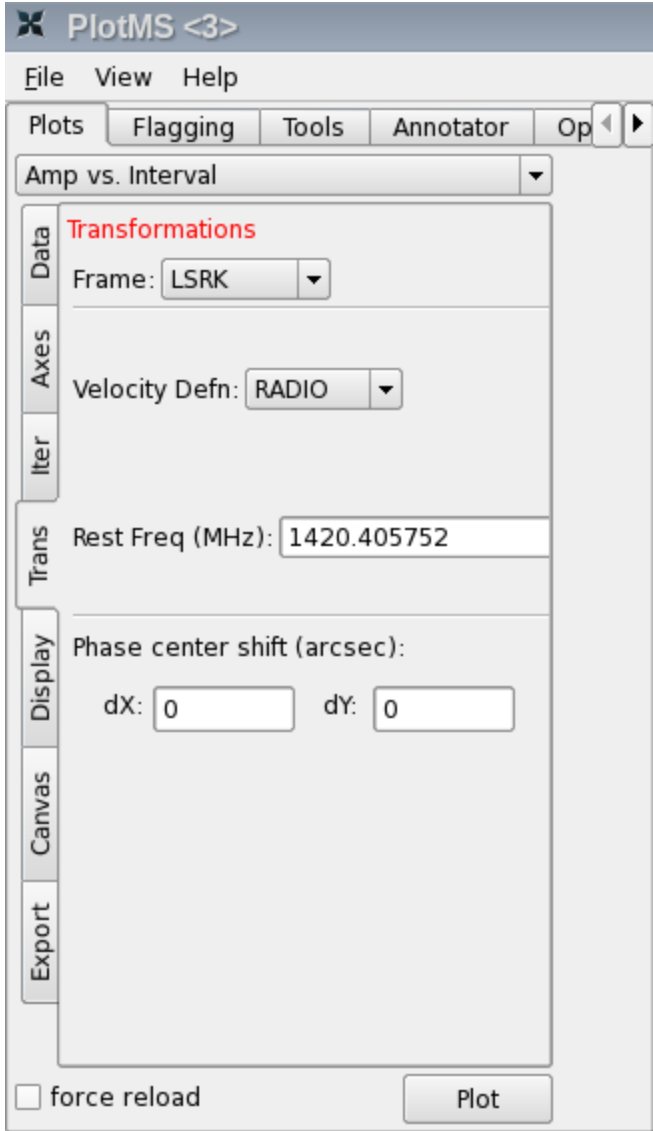 PlotMS <3>
File View Help
Plots Flagging Tools Annotator Op
Amp vs. Interval
Data
Axes
Iter
Trans
Display
Canvas
Export
Transformations
Frame: LSRK
Velocity Defn: RADIO
Rest Freq (MHz): 1420.405752
Phase center shift (arcsec):
dX: 0 dY: 0
force reload Plot